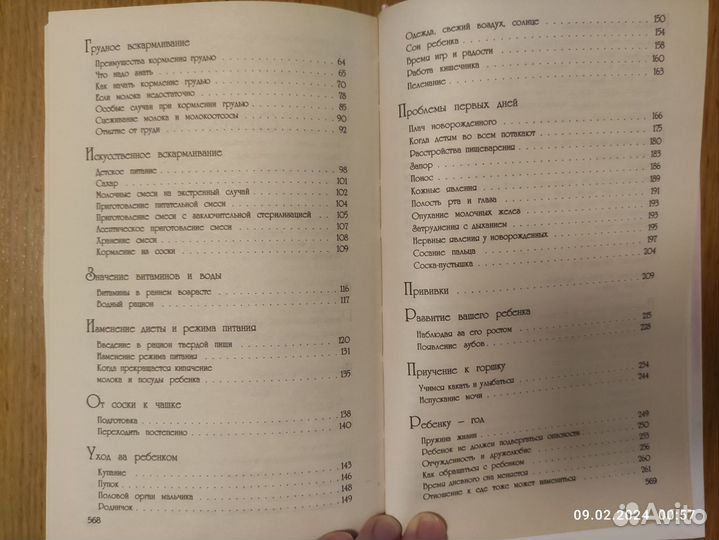 Грудное вскармливание
Преимущества кормления грудью 64
Что надо знать 65
Как начать кормление грудью 70
Если молока недостаточно 78
Особые случаи при кормлении грудью 85
Сцеживание молока и молокоотсосы 90
Отнятие от груди 92
Искусственное вскармливание
Детское питание 98
Сахар 101
Молочные смеси на экстренный случай 102
Приготовление питательной смеси 104
Приготовление смеси с заключительной стерилизацией 105
Асептическое приготовление смеси 107
Хранение смеси 108
Кормление из соски 109
Значение витаминов и воды
Витамины в раннем возрасте 116
Водный рацион 117
Изменение диеты и режима питания
Введение в рацион твердой пищи 120
Изменение режима питания 131
Когда прекращается кипячение
молока и посуды ребенка 135
От соски к чашке
Подготовка 138
Переходить постепенно 140
Уход за ребенком
Купание 143
Пупок 146
Половой орган мальчика 148
Родничок 149
568
Одежда, свежий воздух, солнце 150
Сон ребенка 154
Время игр и радости 158
Работа кишечника 160
Пеленание 163
Проблемы первых дней
Плач новорожденного 166
Когда детям во всем потакают 175
Расстройства пищеварения 180
Запор 183
Понос 186
Кожные явления 189
Полость рта и глаза 191
Опухание молочных желез 193
Затруднения с дыханием 193
Нервные явления у новорожденных 195
Сосание пальца 197
Соска-пустышка 204
Прививки 209
Развитие вашего ребенка
Наблюдая за его ростом 215
Появление зубов 228
Приучение к горшку
Учимся какать и улыбаться 234
Испускание мочи 244
Ребенку – год
Пружина жизни 249
Ребенок не должен подвергаться опасности 250
Отчужденность и дружелюбие 253
Как обращаться с ребенком 256
Время дневного сна меняется 260
Отношение к еде тоже может измениться 261
569
Avito
09.02.2024 00:57